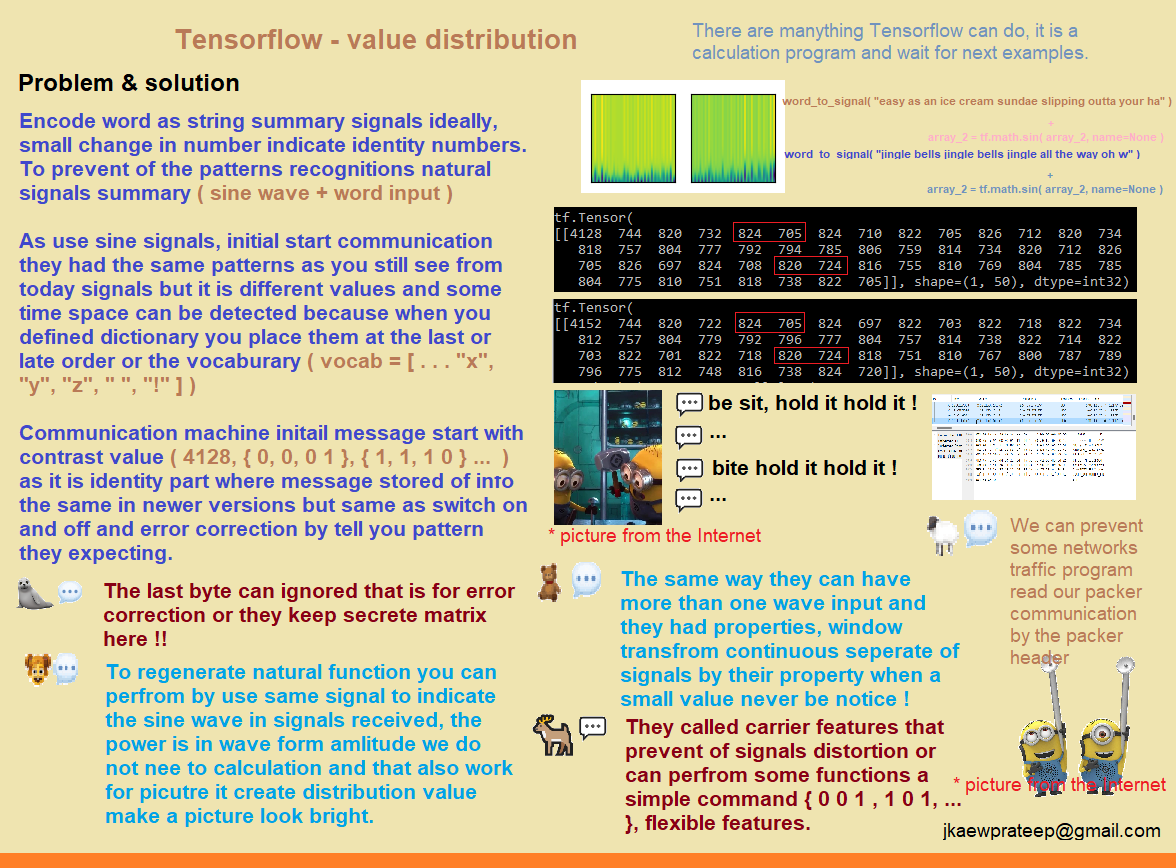 Tensorflow - value distribution
There are manything Tensorflow can do, it is a
calculation program and wait for next examples.
Problem & solution
Encode word as string summary signals ideally,
small change in number indicate identity numbers.
To prevent of the patterns recognitions natural
signals summary ( sine wave + word input )
As use sine signals, initial start communication
they had the same patterns as you still see from
today signals but it is different values and some
time space can be detected because when you
defined dictionary you place them at the last or
late order or the vocaburary ( vocab = [ . . . "x",
"y", "z", " ", "!" ] )
Communication machine initail message start with
contrast value ( 4128, { 0, 0, 0 1 }, { 1, 1, 1 0 } ...
as it is identity part where message stored of into
the same in newer versions but same as switch on
and off and error correction by tell you pattern
they expecting.
The last byte can ignored that is for error
correction or they keep secrete matrix
here !!
To regenerate natural function you can
perfrom by use same signal to indicate
the sine wave in signals received, the
power is in wave form amlitude we do
not nee to calculation and that also work
for picutre it create distribution value
make a picture look bright.
word_to_signal( "easy as an ice cream sundae slipping outta your ha" )
+
array_2 = tf.math.sin( array_2, name=None )
word_to_signal( "jingle bells jingle bells jingle all the way oh w" )
+
array_2 = tf.math.sin( array_2, name=None )
tf.Tensor(
[[4128 744 820 732 824 705 824 710 822 705 826 712 820 734
818 757 804 777 792 794 785 806 759 814 734 820 712 826
705 826 697 824 708 820 724 816 755 810 769 804 785 785
804 775 810 751 818 738 822 705]], shape=(1, 50), dtype=int32)
tf.Tensor(
[[4152 744 820 722 824 705 824 697 822 703 822 718 822 734
812 757 804 779 792 796 777 804 757 814 738 822 714 822
703 822 701 822 718 820 724 818 751 810 767 800 787 789
796 775 812 748 816 738 824 720]], shape=(1, 50), dtype=int32)
be sit, hold it hold it !
...
bite hold it hold it !
...
* picture from the Internet
We can prevent
some networks
traffic program
read our packer
communication
by the packer
header
The same way they can have
more than one wave input and
they had properties, window
transfrom continuous seperate of
signals by their property when a
small value never be notice !
They called carrier features that
prevent of signals distortion or
can perfrom some functions a
simple command { 0 0 1 , 1 0 1, ...
}, flexible features.
* picture from the Internet
jkaewprateep@gmail.com